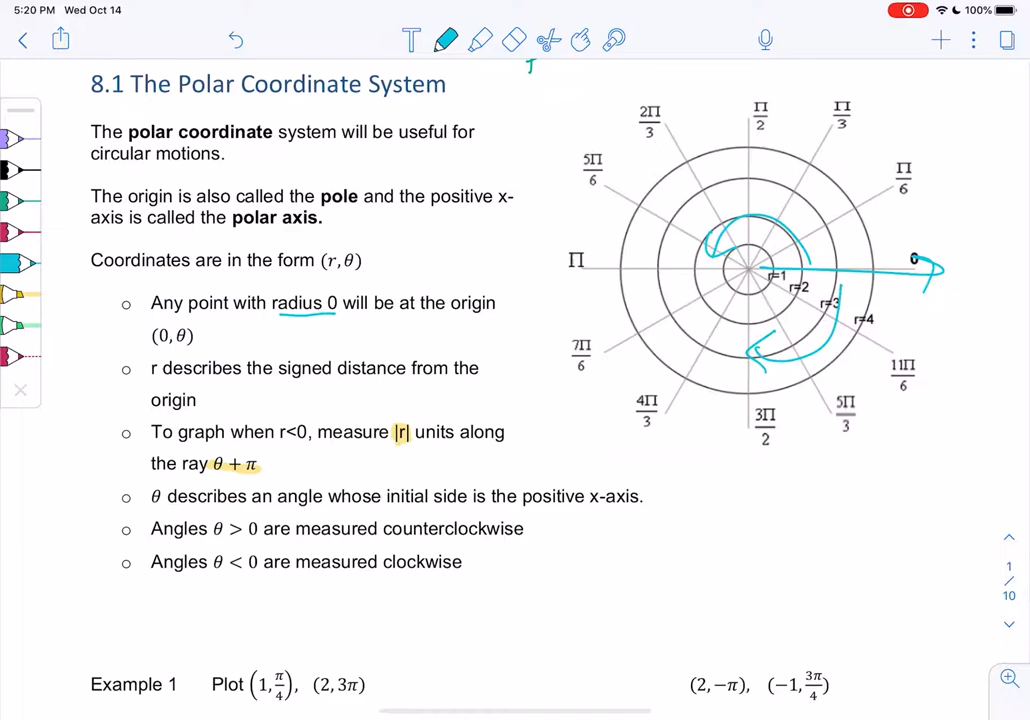 5:20 PM Wed Oct 14
100%
8.1 The Polar Coordinate System
The polar coordinate system will be useful for
circular motions.
The origin is also called the pole and the positive x-
axis is called the polar axis.
Coordinates are in the form (r, θ)
o Any point with radius 0 will be at the origin
(0, θ)
o r describes the signed distance from the
origin
o To graph when r<0, measure |r| units along
the ray θ + π
o θ describes an angle whose initial side is the positive x-axis.
o Angles θ > 0 are measured counterclockwise
o Angles θ < 0 are measured clockwise
2Π/3
Π/2
Π/3
5Π/6
Π/6
Π
0
r=1
r=2
r=3
r=4
7Π/6
11Π/6
4Π/3
3Π/2
5Π/3
1
/
10
Example 1 Plot (1, π/4), (2, 3π) (2, −π), (−1, 3π/4)